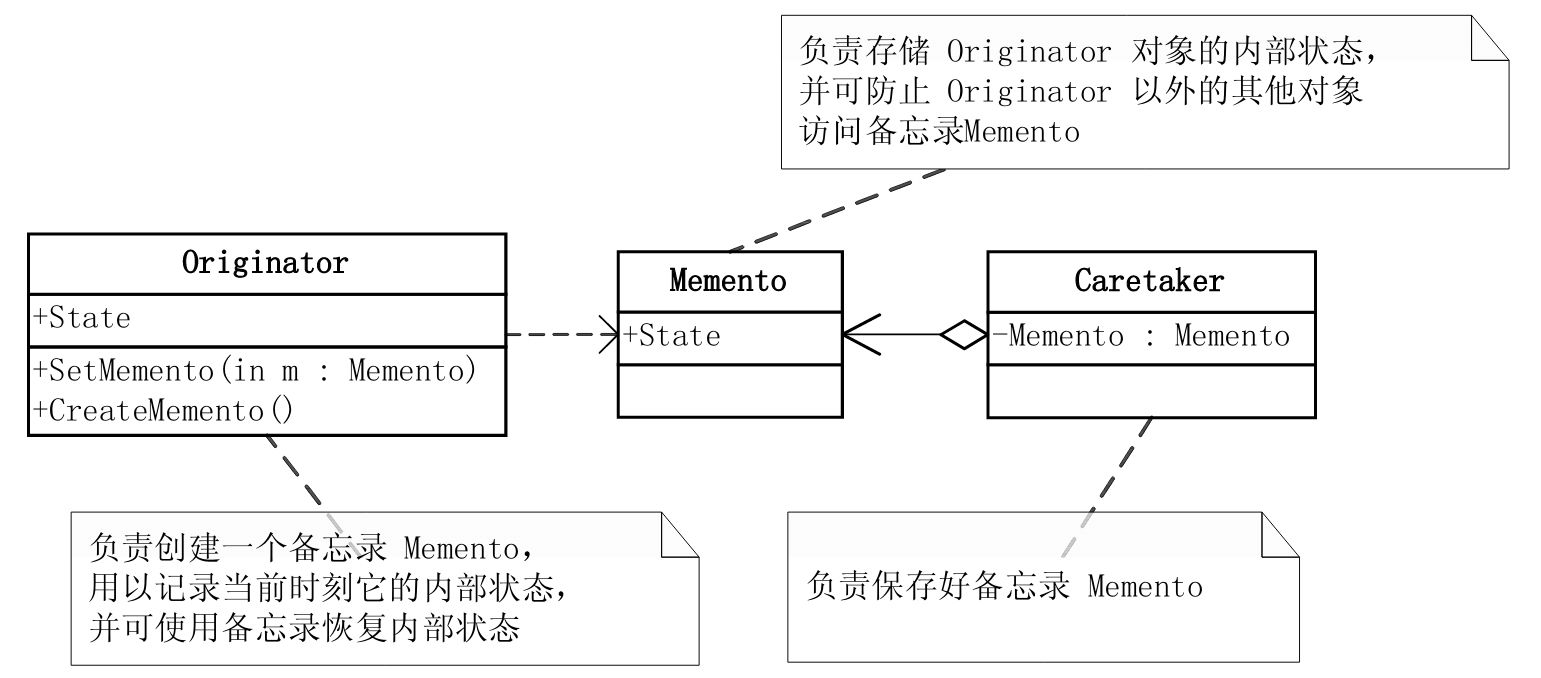 负责存储 Originator 对象的内部状态，
并可防止 Originator 以外的其他对象
访问备忘录Memento
Originator
+State
+SetMemento(in m : Memento)
+CreateMemento()
Memento
+State
Caretaker
-Memento : Memento
负责创建一个备忘录 Memento，
用以记录当前时刻它的内部状态，
并可使用备忘录恢复内部状态
负责保存好备忘录 Memento